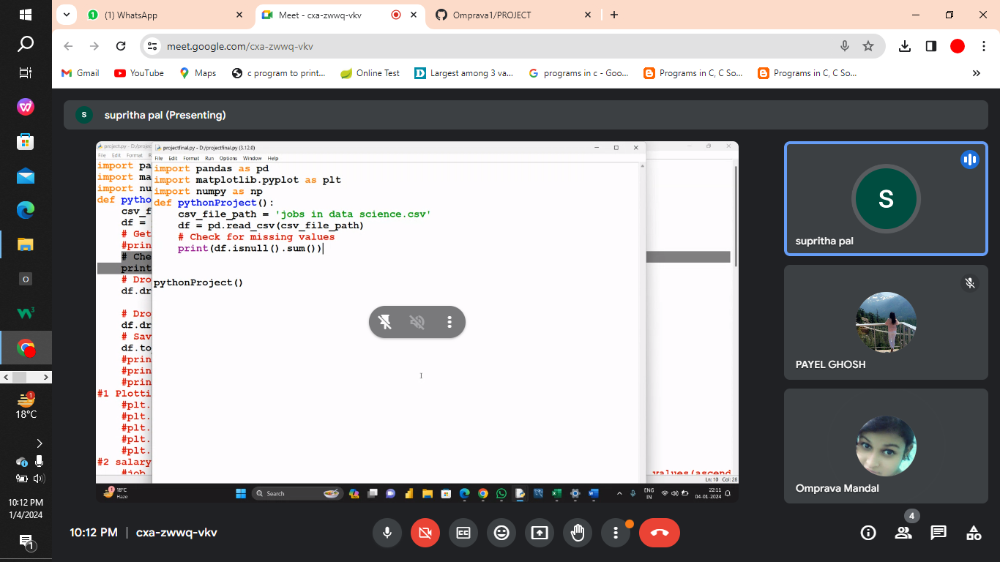 (1) WhatsApp
Meet - cxa-zwwq-vkv
Omprava1/PROJECT
meet.google.com/cxa-zwwq-vkv
Gmail
YouTube
Maps
c program to print...
Online Test
Largest among 3 va...
programs in c - Goo...
Programs in C, C So...
Programs in C, C So...
S
supritha pal (Presenting)
project.py - D:/projec
File Edit Format R
import pa
import ma
import nu
def pytho
csv_f
df =
# Get
#prin
# Che
print
# Dro
df.dr
# Dro
df.dr
# Sav
df.to
#prin
#prin
#prin
#1 Plotti
#plt.
#plt.
#plt.
#plt.
#plt.
#2 salary
#job
values(ascend
Ln: 10 Col: 28
projectfinal.py - D:/projectfinal.py (3.12.0)
File Edit Format Run Options Window Help
import pandas as pd
import matplotlib.pyplot as plt
import numpy as np
def pythonProject():
csv_file_path = 'jobs in data science.csv'
df = pd.read_csv(csv_file_path)
# Check for missing values
print(df.isnull().sum())
pythonProject()
1
18°C
Haze
Search
ENG
IN
22:11
04-01-2024
S
supritha pal
PAYEL GHOSH
Omprava Mandal
10:12 PM
cxa-zwwq-vkv
CC
4
O
W3
1
18°C
10:12 PM
1/4/2024
1